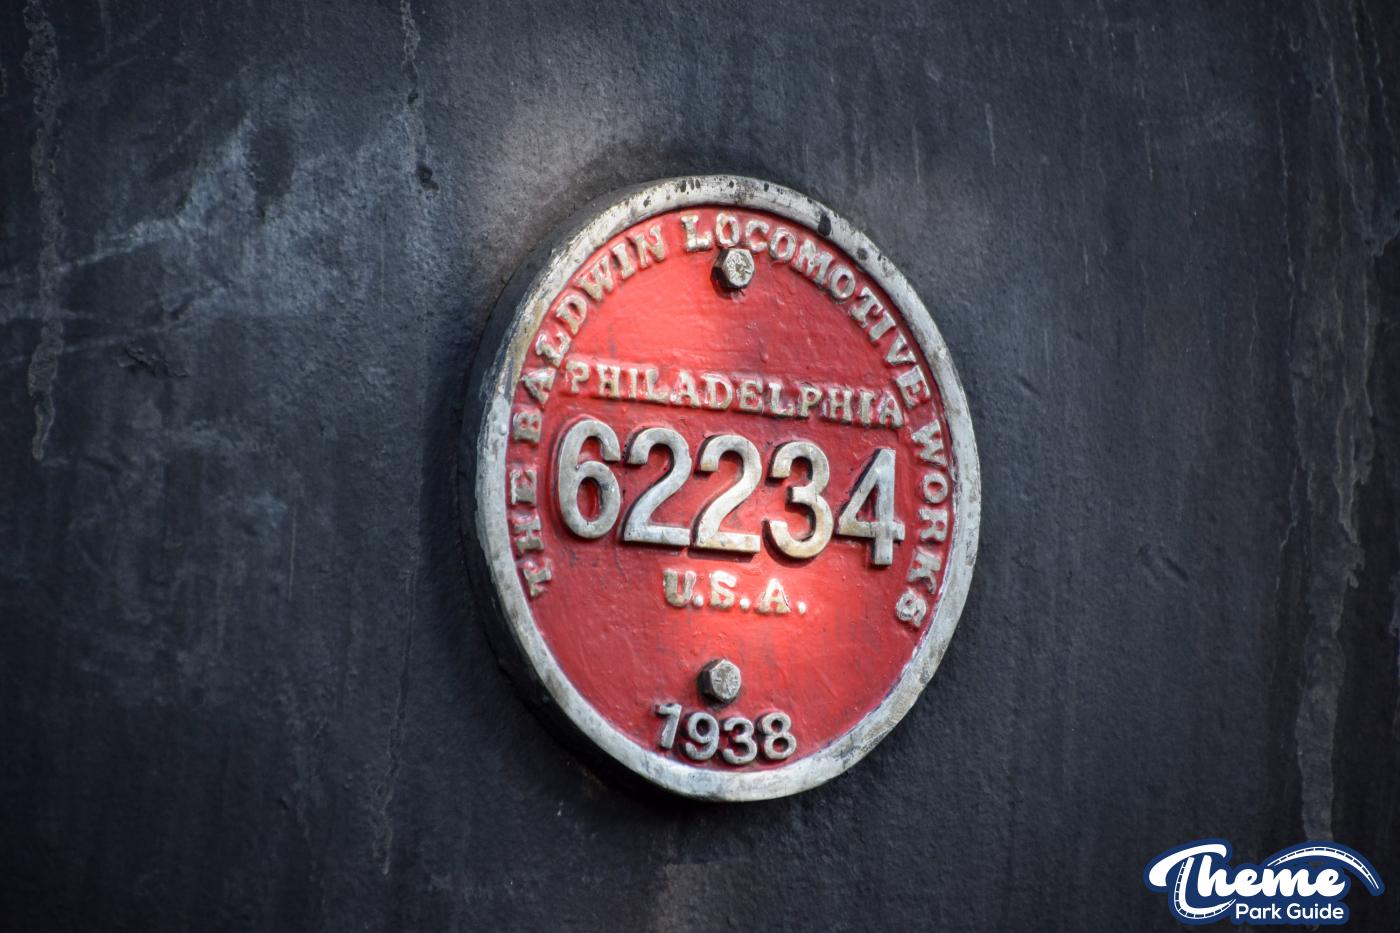 THE BALDWIN LOCOMOTIVE WORKS
PHILADELPHIA
62234
U.S.A.
1938
Theme
Park Guide